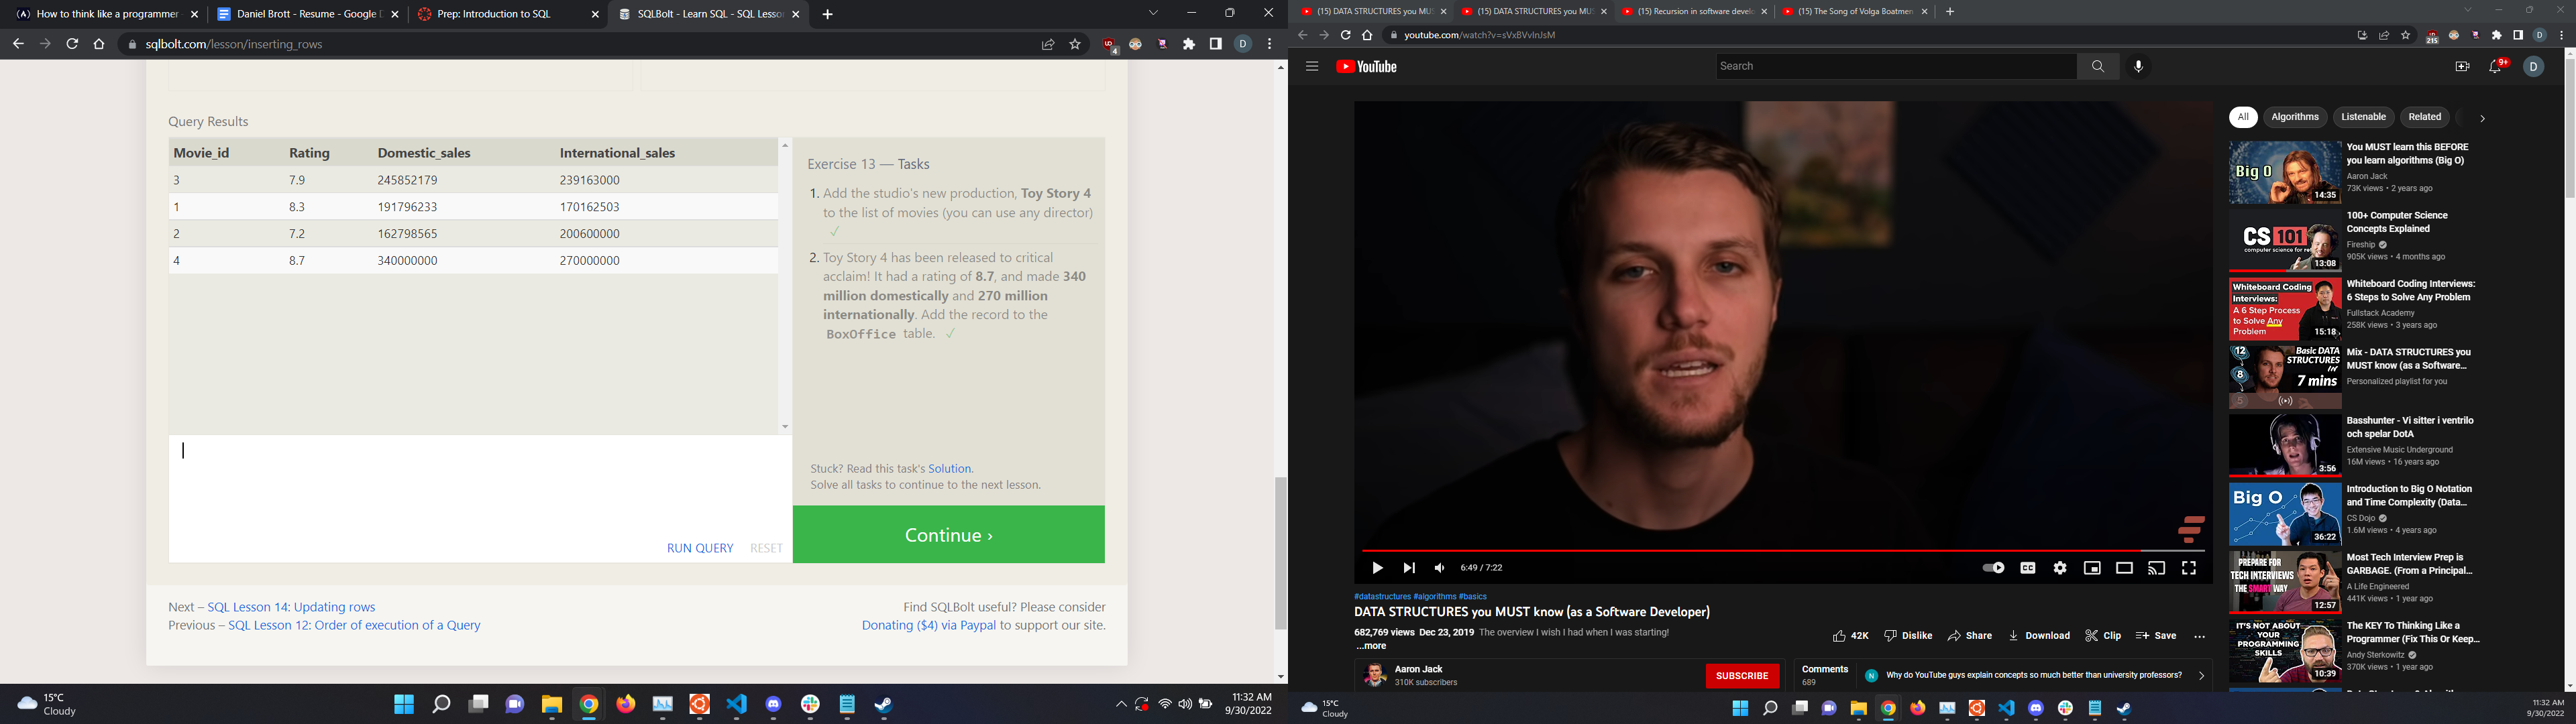 How to think like a programmer
Daniel Brott - Resume - Google D
Prep: Introduction to SQL
SQLBolt - Learn SQL - SQL Lesson
sqlbolt.com/lesson/inserting_rows
4
D
Query Results
Movie_id Rating Domestic_sales International_sales
3 7.9 245852179 239163000
1 8.3 191796233 170162503
2 7.2 162798565 200600000
4 8.7 340000000 270000000
RUN QUERY RESET
Exercise 13 — Tasks
1. Add the studio's new production, Toy Story 4
to the list of movies (you can use any director)
✓
2. Toy Story 4 has been released to critical
acclaim! It had a rating of 8.7, and made 340
million domestically and 270 million
internationally. Add the record to the
BoxOffice table. ✓
Stuck? Read this task's Solution.
Solve all tasks to continue to the next lesson.
Continue ›
Next – SQL Lesson 14: Updating rows
Previous – SQL Lesson 12: Order of execution of a Query
Find SQLBolt useful? Please consider
Donating ($4) via Paypal to support our site.
15°C
Cloudy
11:32 AM
9/30/2022
(15) DATA STRUCTURES you MUS
(15) DATA STRUCTURES you MUS
(15) Recursion in software develo
(15) The Song of Volga Boatmen
youtube.com/watch?v=sVxBVvlnJsM
215
D
YouTube
Search
9+
D
6:49 / 7:22
CC
#datastructures #algorithms #basics
DATA STRUCTURES you MUST know (as a Software Developer)
682,769 views Dec 23, 2019 The overview I wish I had when I was starting!
...more
42K Dislike Share Download Clip Save
Aaron Jack
310K subscribers
SUBSCRIBE
Comments
689
N
Why do YouTube guys explain concepts so much better than university professors?
All Algorithms Listenable Related
Big O
14:35
You MUST learn this BEFORE
you learn algorithms (Big O)
Aaron Jack
73K views • 2 years ago
CS 101
computer science for re
13:08
100+ Computer Science
Concepts Explained
Fireship
905K views • 4 months ago
Whiteboard Coding
Interviews:
A 6 Step Process
to Solve Any
Problem
15:18
Whiteboard Coding Interviews:
6 Steps to Solve Any Problem
Fullstack Academy
258K views • 3 years ago
12
8
5
Basic DATA
STRUCTURES
in
7 mins
Mix - DATA STRUCTURES you
MUST know (as a Software...
Personalized playlist for you
3:56
Basshunter - Vi sitter i ventrilo
och spelar DotA
Extensive Music Underground
16M views • 16 years ago
Big O
36:22
Introduction to Big O Notation
and Time Complexity (Data...
CS Dojo
1.6M views • 4 years ago
PREPARE FOR
TECH INTERVIEWS
THE SMART WAY
12:57
Most Tech Interview Prep is
GARBAGE. (From a Principal...
A Life Engineered
441K views • 1 year ago
IT'S NOT ABOUT
YOUR
PROGRAMMING
SKILLS
10:39
The KEY To Thinking Like a
Programmer (Fix This Or Keep...
Andy Sterkowitz
370K views • 1 year ago
15°C
Cloudy
11:32 AM
9/30/2022